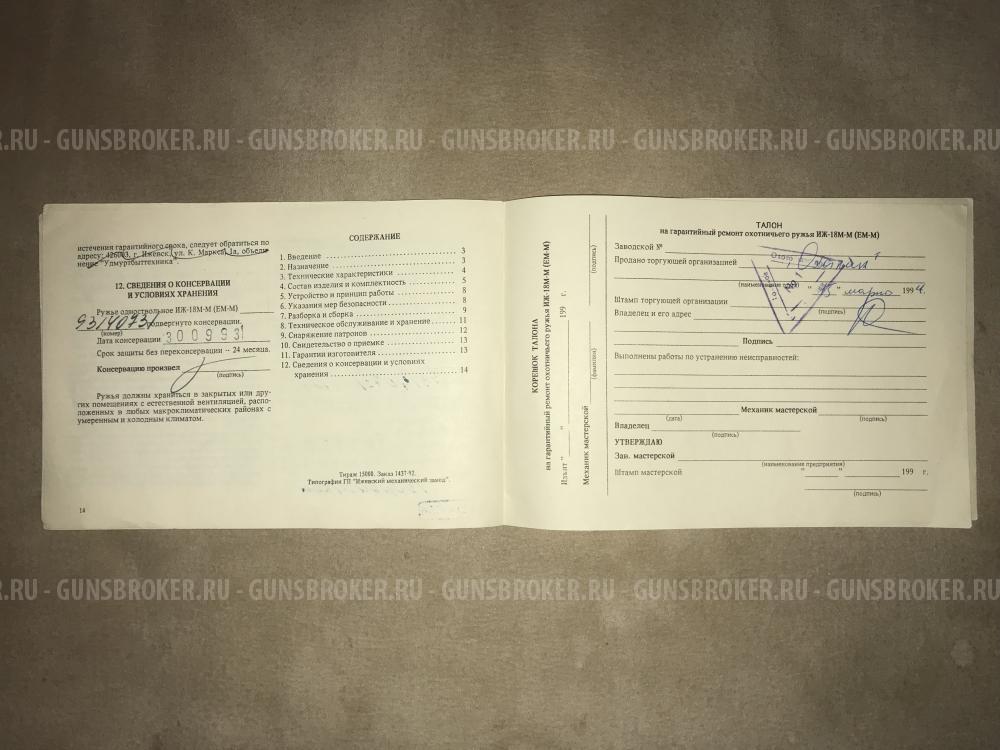 истечения гарантийного срока, следует обратиться по
адресу: 426063, г. Ижевск, ул. К. Маркса, 1а, объеди-
нение "Удмуртбыттехника".
12. СВЕДЕНИЯ О КОНСЕРВАЦИИ
И УСЛОВИЯХ ХРАНЕНИЯ
Ружье одноствольное ИЖ-18М-М (ЕМ-М)
подвергнуто консервации.
(номер)
Дата консервации 300993
Срок защиты без переконсервации -- 24 месяца.
Консервацию произвел
(подпись)
Ружья должны храниться в закрытых или дру-
гих помещениях с естественной вентиляцией, распо-
ложенных в любых макроклиматических районах с
умеренным и холодным климатом.
14
СОДЕРЖАНИЕ
1. Введение 3
2. Назначение 3
3. Технические характеристики 4
4. Состав изделия и комплектность 5
5. Устройство и принцип работы 8
6. Указания мер безопасности 8
7. Разборка и сборка 9
8. Техническое обслуживание и хранение 11
9. Снаряжение патронов 12
10. Свидетельство о приемке 13
11. Гарантии изготовителя 13
12. Сведения о консервации и условиях
хранения 14
Тираж 15000. Заказ 1437-92.
Типография ГП "Ижевский механический завод".
КОРЕШОК ТАЛОНА
на гарантийный ремонт охотничьего ружья ИЖ-18М-М (ЕМ-М)
Изъят " " 199 г.
Механик мастерской
(фамилия)
(подпись)
ТАЛОН
на гарантийный ремонт охотничьего ружья ИЖ-18М-М (ЕМ-М)
Заводской №
Продано торгующей организацией
(наименование
" " марта 1994.
Штамп торгующей организации
(подпись)
Владелец и его адрес
Подпись
Выполнены работы по устранению неисправностей:
Механик мастерской
(дата) (подпись)
Владелец
(подпись)
УТВЕРЖДАЮ
Зав. мастерской
(наименование предприятия)
Штамп мастерской " " 199 г.
(подпись)
.RU - GUNSBROKER.RU - GUNSBROKER.RU - GUNSBROKER.RU - GUNSBROKER.RU - GUNSBROKER.RU
.RU - GUNSBROKER.RU - GUNSBROKER.RU - GUNSBROKER.RU - GUNSBROKER.RU - GUNSBROKER.RU